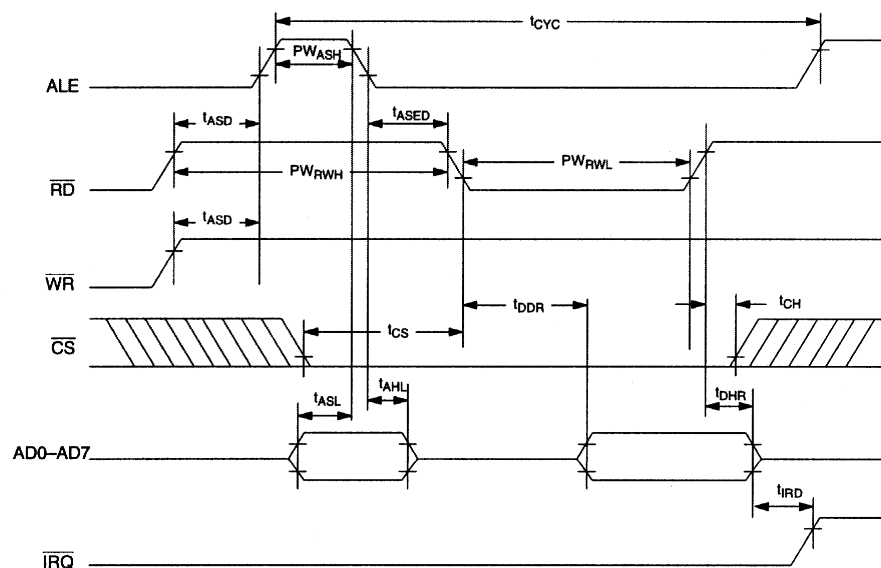 tCYC
PWASH
ALE
tASD
tASED
PWRWH
PWRWL
RD
tASD
WR
tDDR
tCH
tCS
CS
tASL
tAHL
tDHR
AD0–AD7
tIRD
IRQ